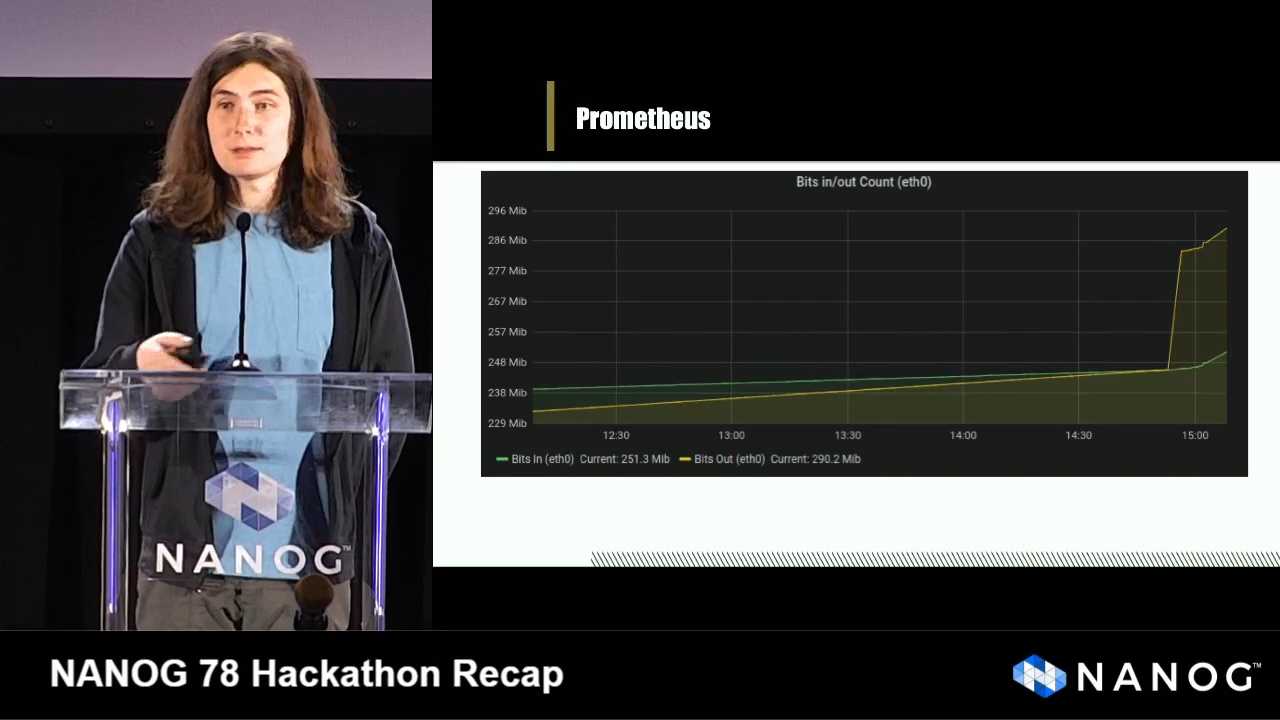 Prometheus
Bits in/out Count (eth0)
296 Mib
286 Mib
277 Mib
267 Mib
257 Mib
248 Mib
238 Mib
229 Mib
12:30 13:00 13:30 14:00 14:30 15:00
Bits In (eth0) Current: 251.3 Mib Bits Out (eth0) Current: 290.2 Mib
NANOG™
NANOG 78 Hackathon Recap
NANOG™